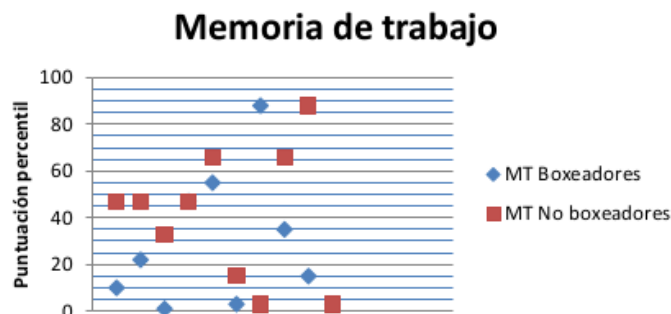 Memoria de trabajo
Puntuación percentil
100
80
60
40
20
0
MT Boxeadores
MT No boxeadores